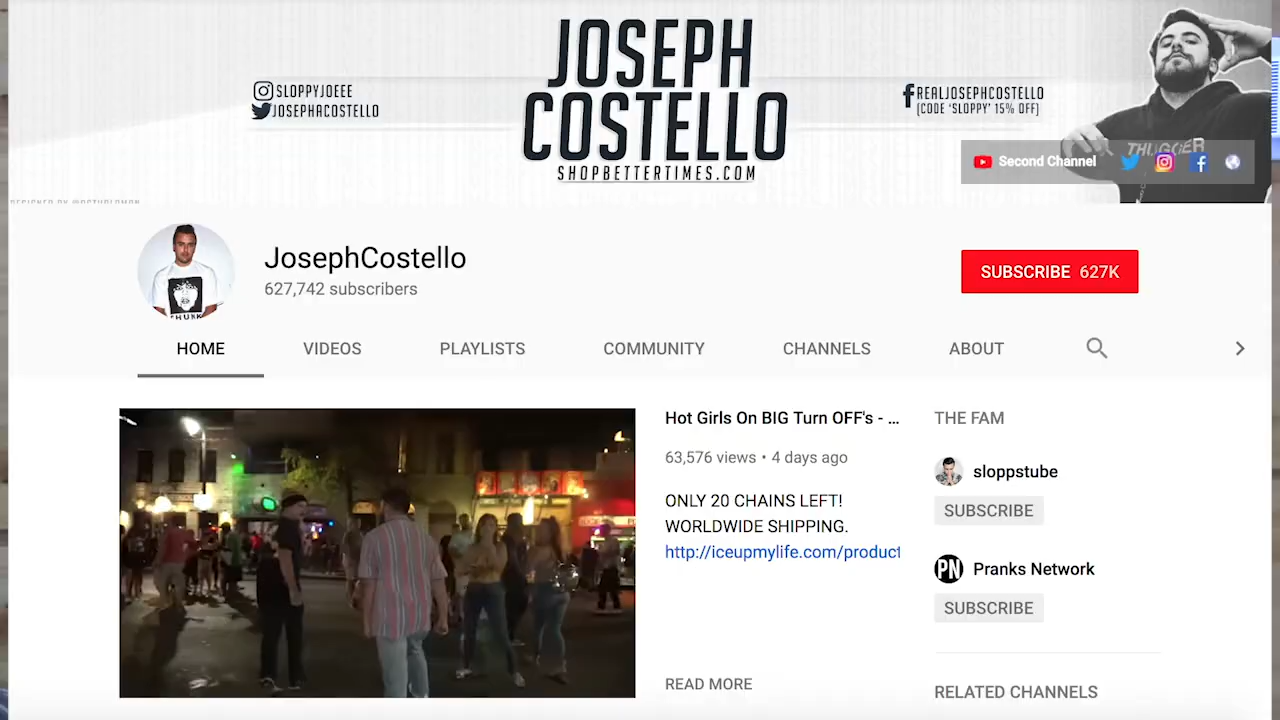 JOSEPH
COSTELLO
SHOPBETTERTIMES.COM
SLOPPYJOEEE
JOSEPHACOSTELLO
REALJOSEPHCOSTELLO
(CODE 'SLOPPY' 15% OFF)
THUGGER
Second Channel
JosephCostello
627,742 subscribers
SUBSCRIBE 627K
HOME
VIDEOS
PLAYLISTS
COMMUNITY
CHANNELS
ABOUT
Hot Girls On BIG Turn OFF's - ...
63,576 views • 4 days ago
ONLY 20 CHAINS LEFT!
WORLDWIDE SHIPPING.
http://iceupmylife.com/product
READ MORE
THE FAM
sloppstube
SUBSCRIBE
PN
Pranks Network
SUBSCRIBE
RELATED CHANNELS